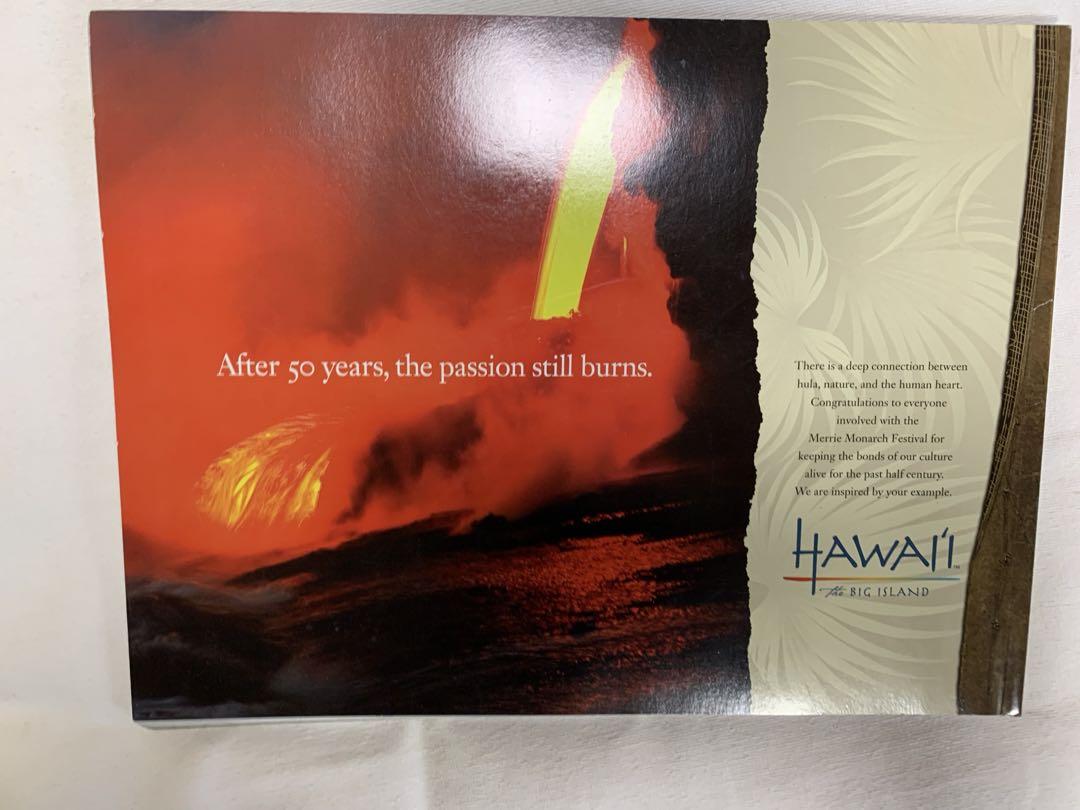 After 50 years, the passion still burns.
There is a deep connection between
hula, nature, and the human heart.
Congratulations to everyone
involved with the
Merrie Monarch Festival for
keeping the bonds of our culture
alive for the past half century.
We are inspired by your example.
HAWAI'I™
The BIG ISLAND